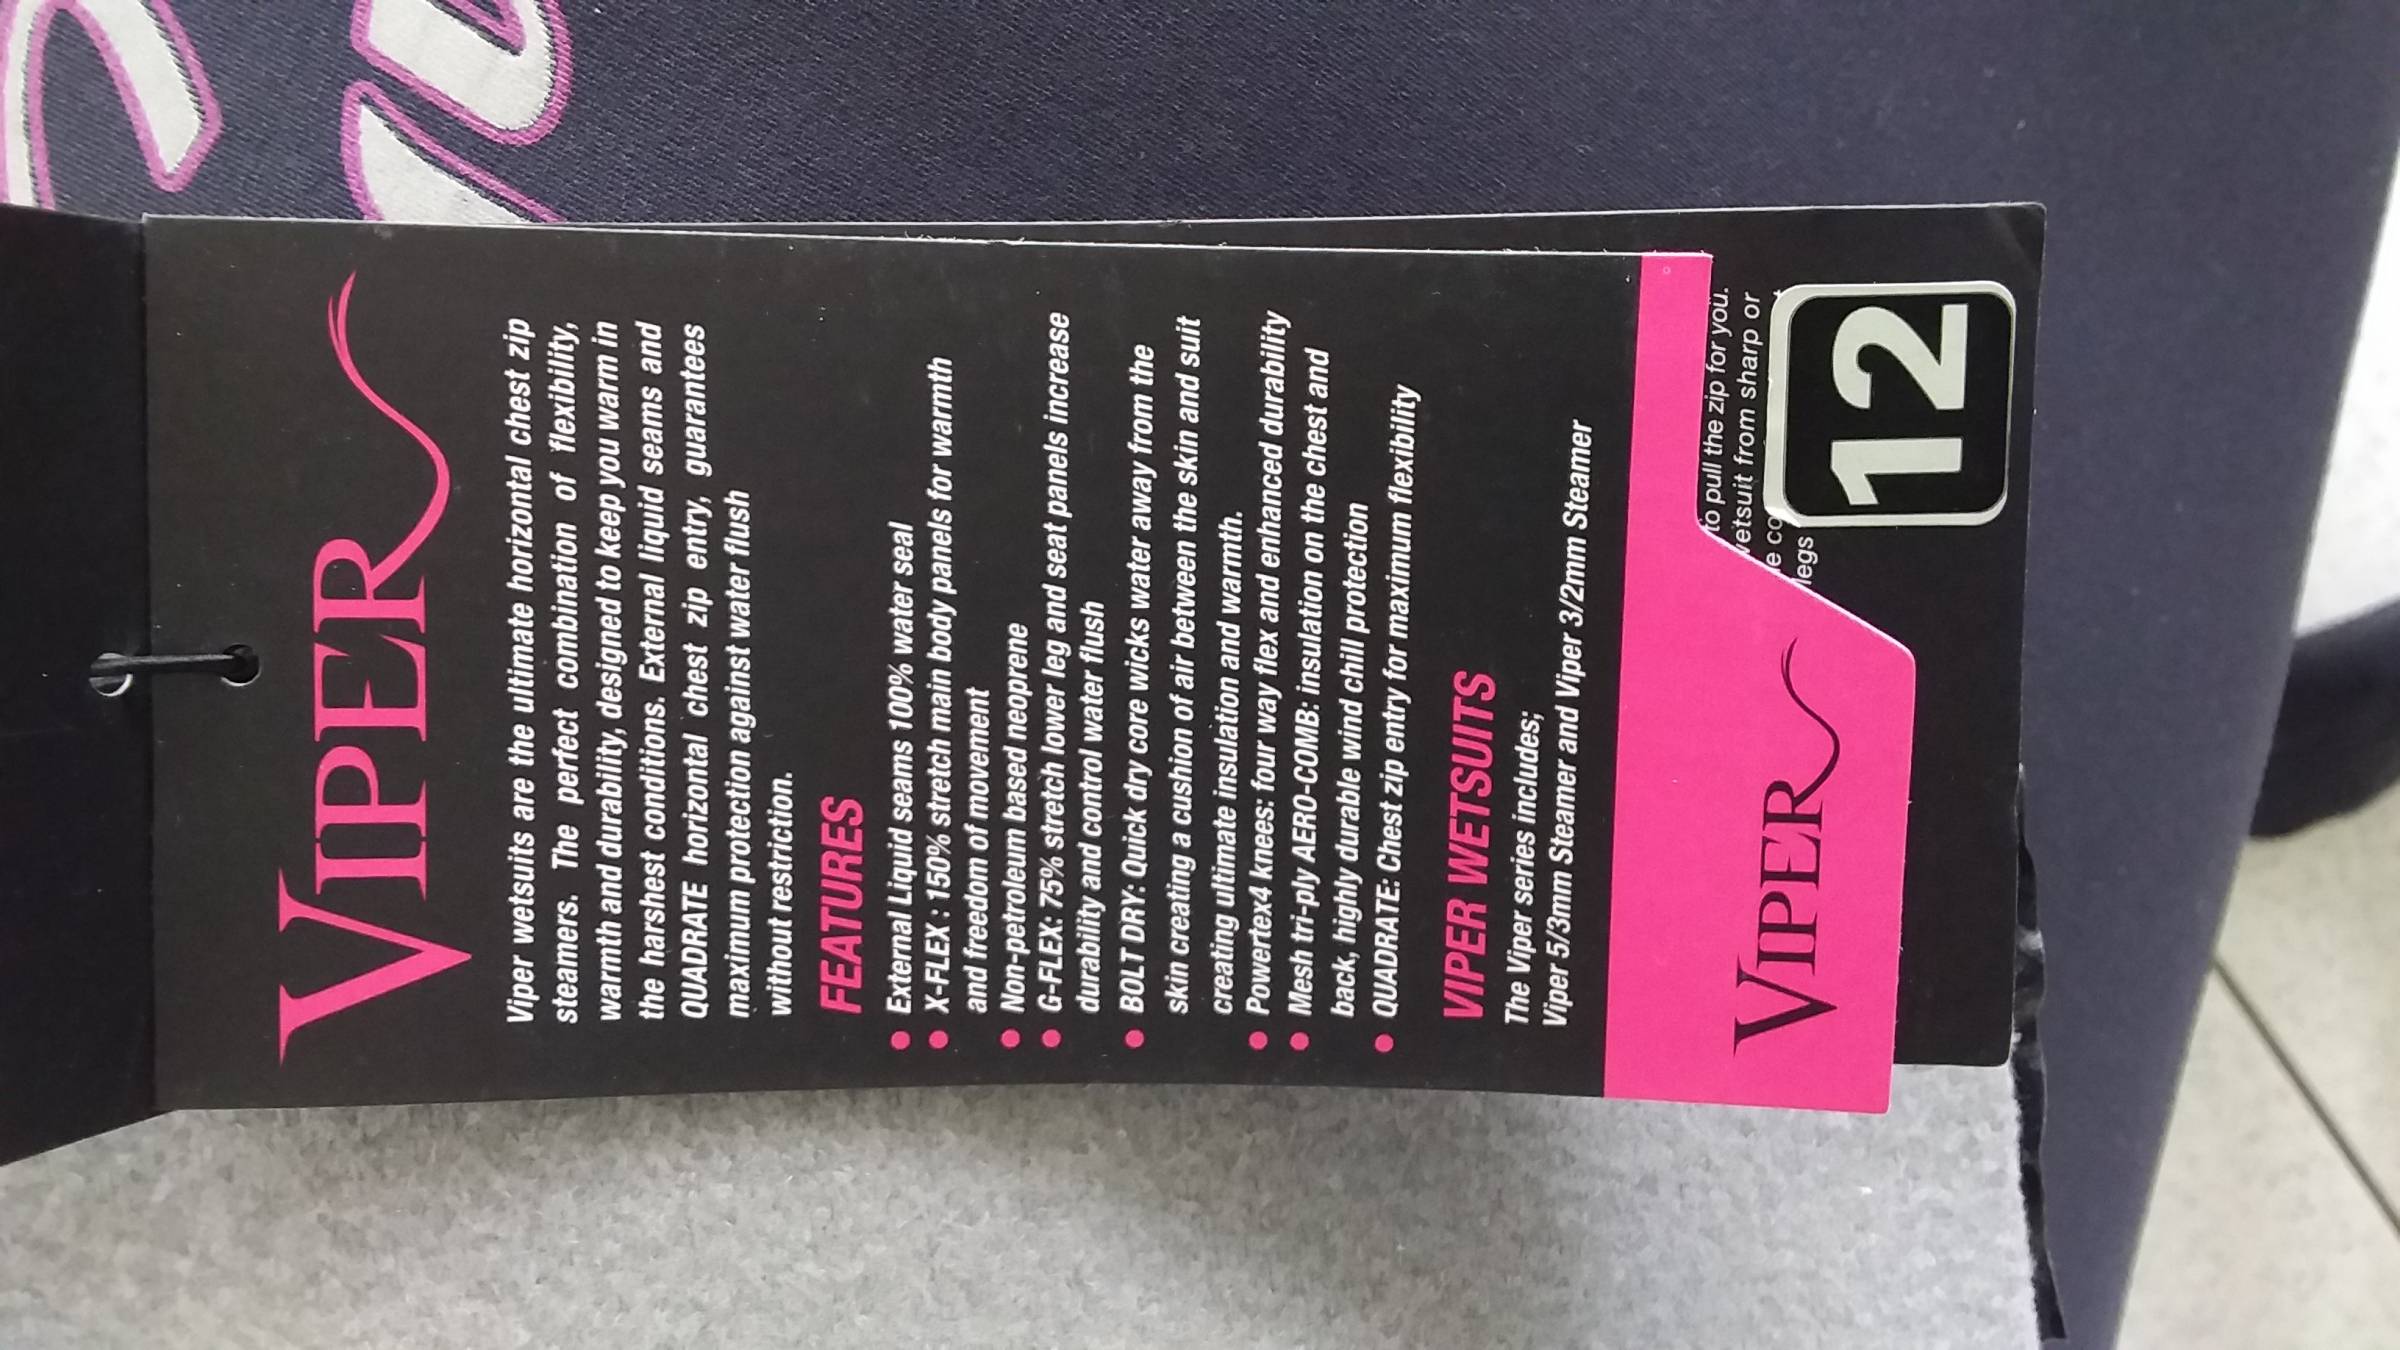 VIPER
Viper wetsuits are the ultimate horizontal chest zip
steamers. The perfect combination of flexibility,
warmth and durability, designed to keep you warm in
the harshest conditions. External liquid seams and
QUADRATE horizontal chest zip entry, guarantees
maximum protection against water flush
without restriction.
FEATURES
• External Liquid seams 100% water seal
• X-FLEX : 150% stretch main body panels for warmth
and freedom of movement
• Non-petroleum based neoprene
• G-FLEX: 75% stretch lower leg and seat panels increase
durability and control water flush
• BOLT DRY: Quick dry core wicks water away from the
skin creating a cushion of air between the skin and suit
creating ultimate insulation and warmth.
• Powertex4 knees: four way flex and enhanced durability
• Mesh tri-ply AERO-COMB: insulation on the chest and
back, highly durable wind chill protection
• QUADRATE: Chest zip entry for maximum flexibility
VIPER WETSUITS
The Viper series includes;
Viper 5/3mm Steamer and Viper 3/2mm Steamer
VIPER
to pull the zip for you.
etsuit from sharp or
legs
12